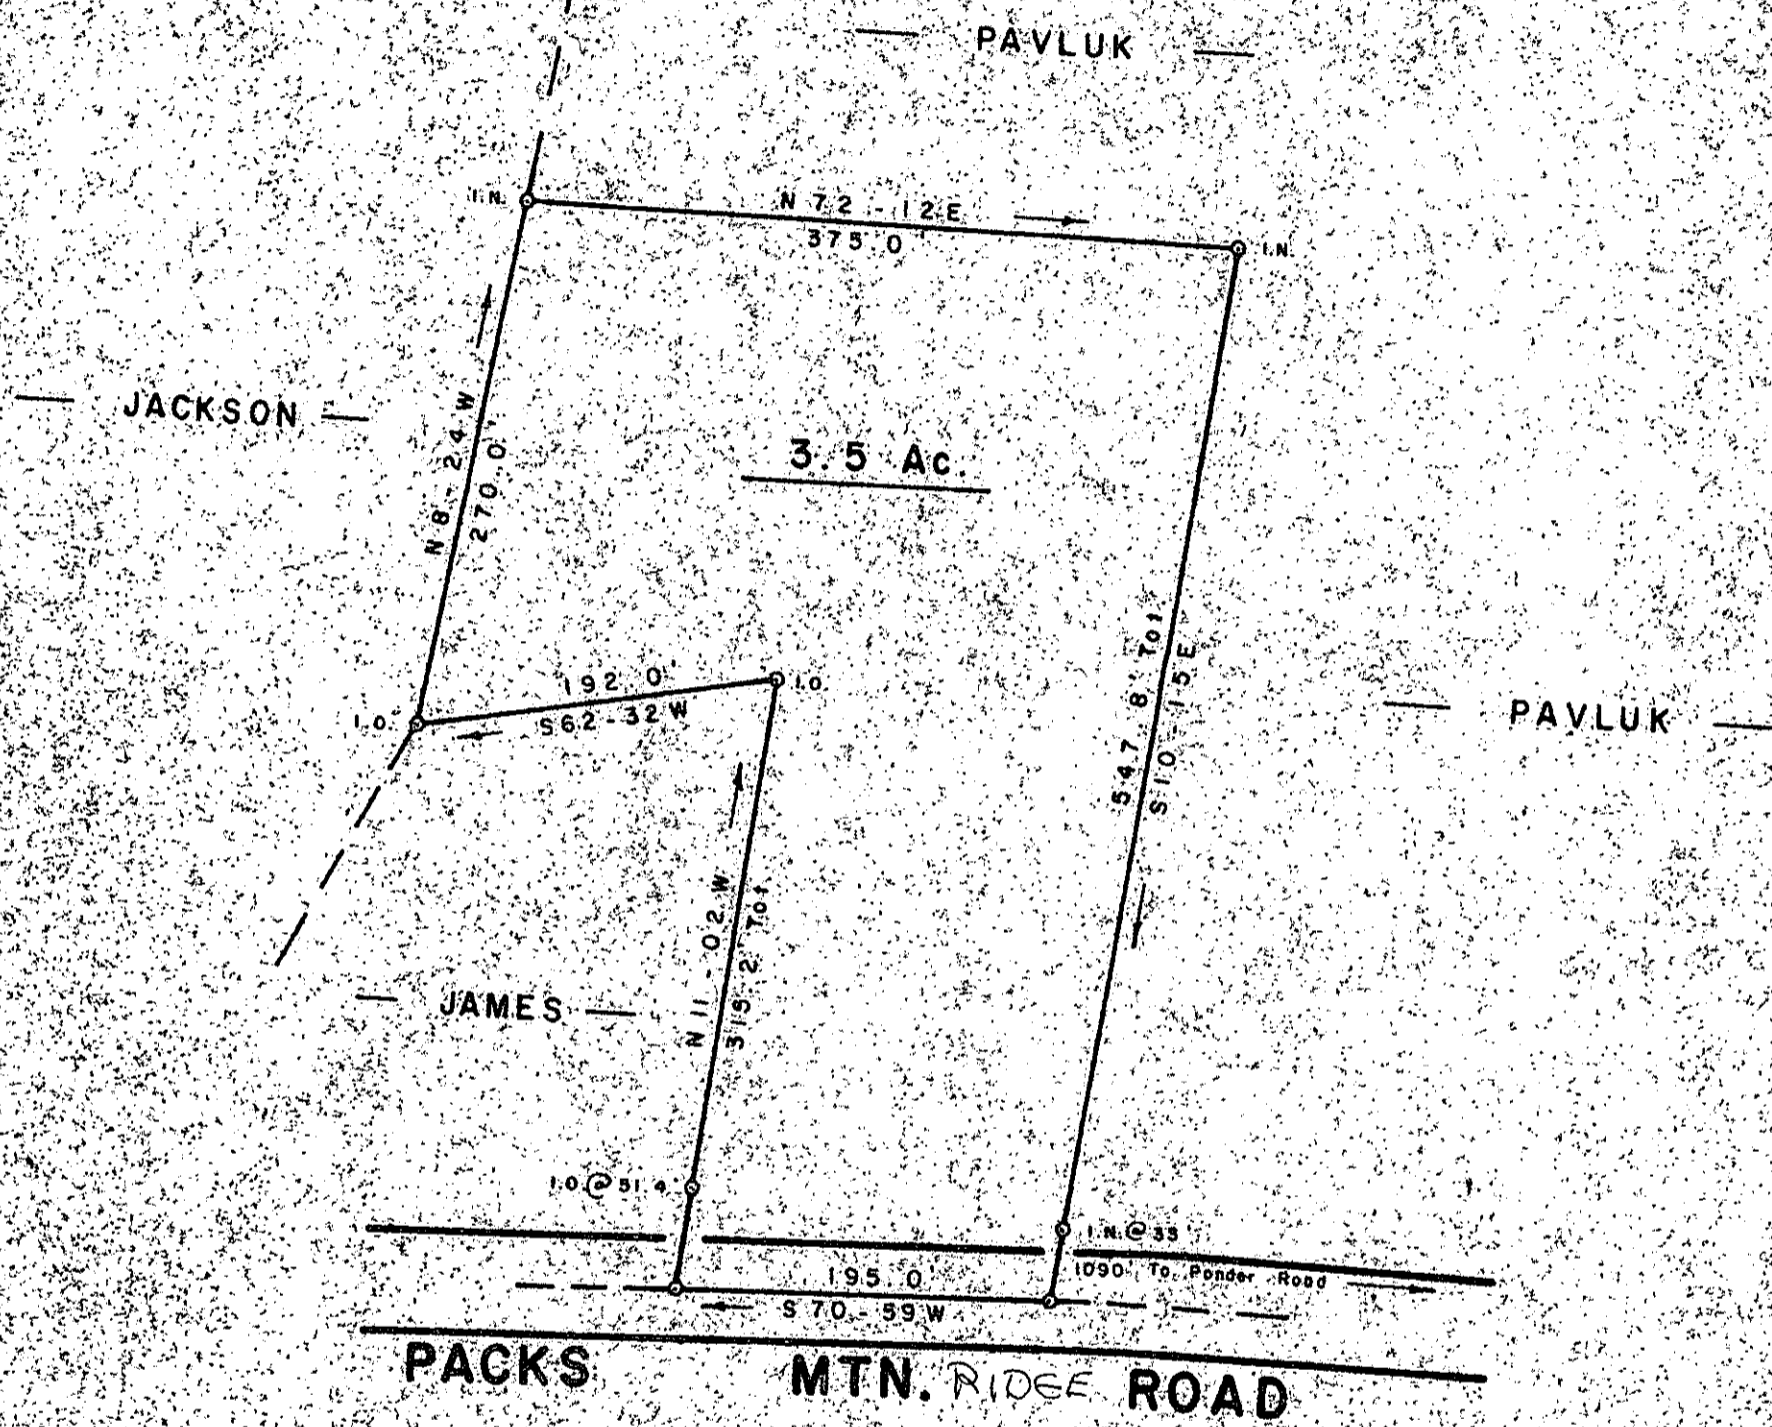 — PAVLUK —
I.N.
N 72-12 E
375.0'
I.N.
— JACKSON —
N 8-24 W
270.0'
3.5 Ac.
547.8' Tot.
S 10-15 E
192.0'
S 62-32 W
I.O.
I.O.
— PAVLUK —
N 11-02 W
315.2' Tot.
— JAMES —
I.O. @ 51.4'
I.N. @ 35'
1090' To Ponder Road
195.0'
S 70-59 W
PACKS MTN. RIDGE ROAD